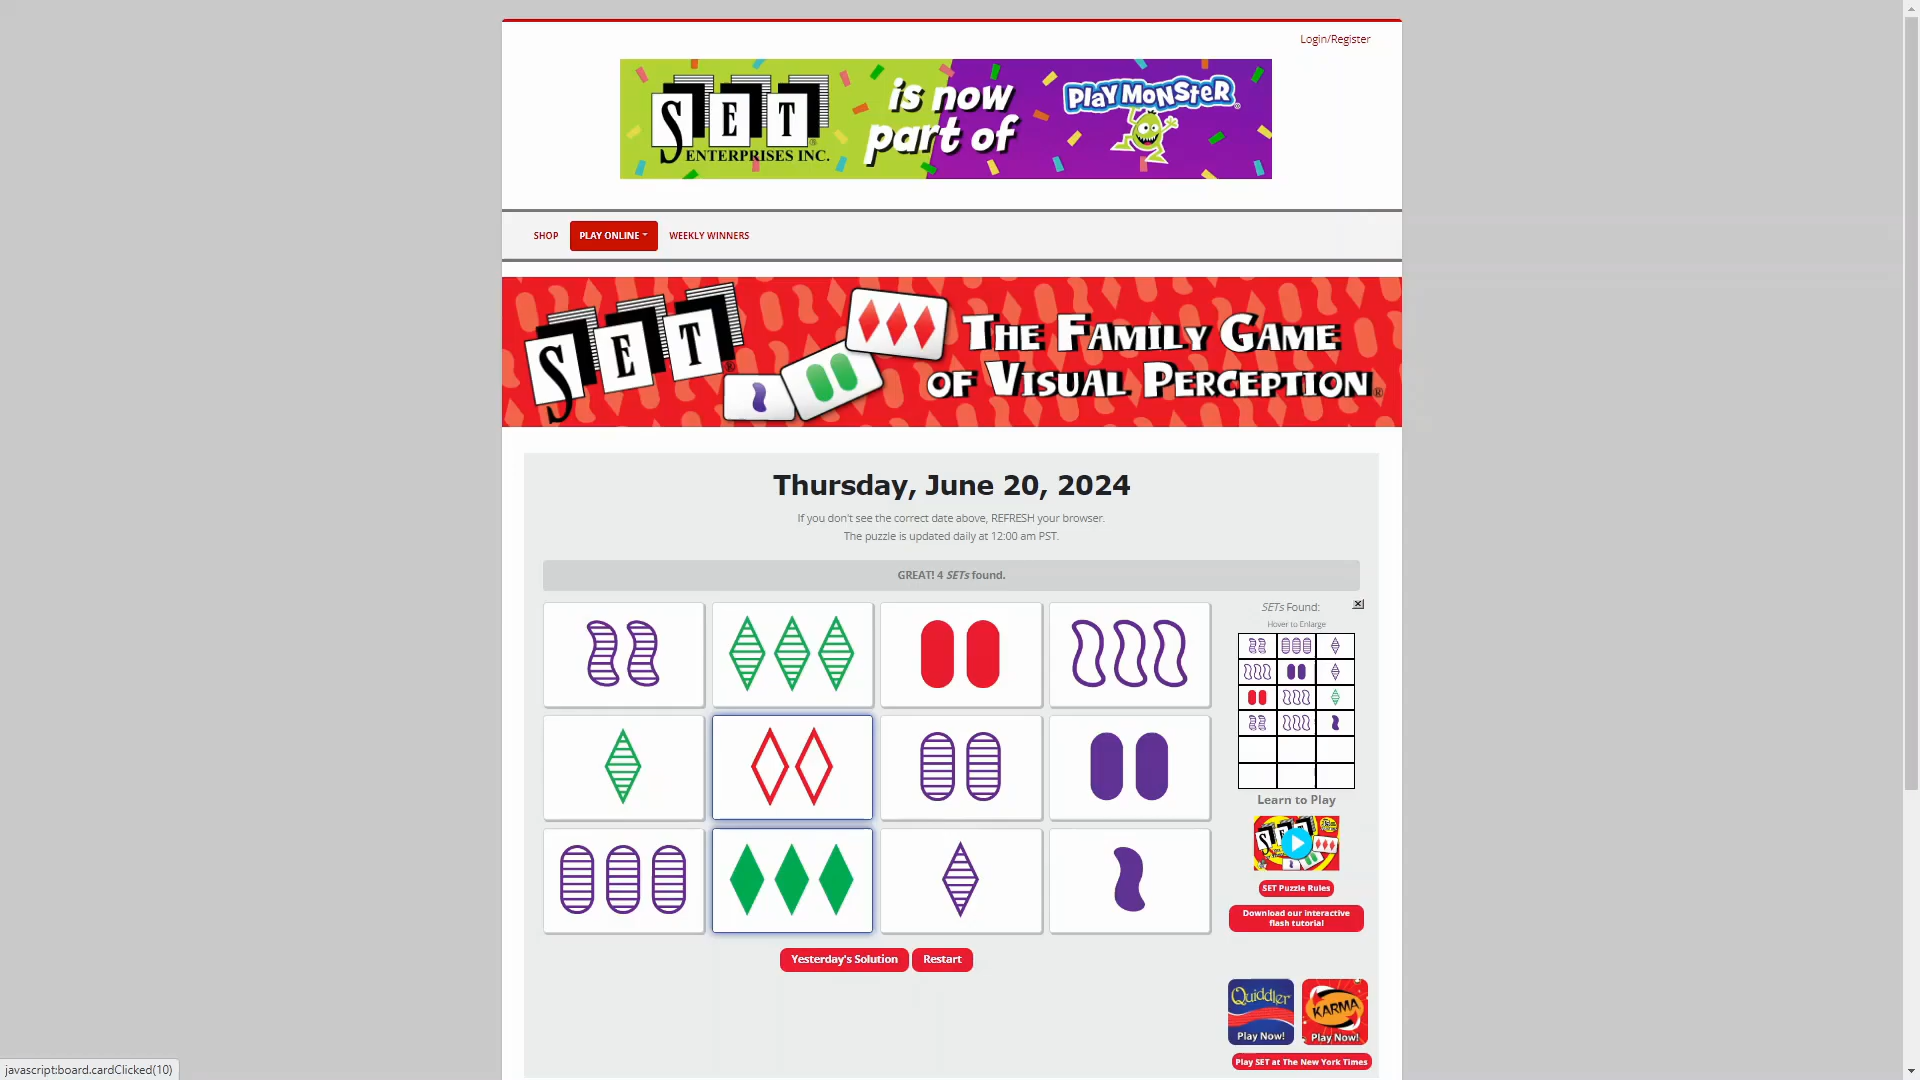 Login/Register
SET
ENTERPRISES INC.
is now
part of
PLAY MONSTER
SHOP
PLAY ONLINE
WEEKLY WINNERS
SET
THE FAMILY GAME
OF VISUAL PERCEPTION®
Thursday, June 20, 2024
If you don't see the correct date above, REFRESH your browser.
The puzzle is updated daily at 12:00 am PST.
GREAT! 4 SETs found.
SETs Found:
Hover to Enlarge
Learn to Play
SET
SET Puzzle Rules
Download our interactive
flash tutorial
Yesterday's Solution
Restart
Quiddler
Play Now!
KARMA
Play Now!
Play SET at The New York Times
javascript:board.cardClicked(10)